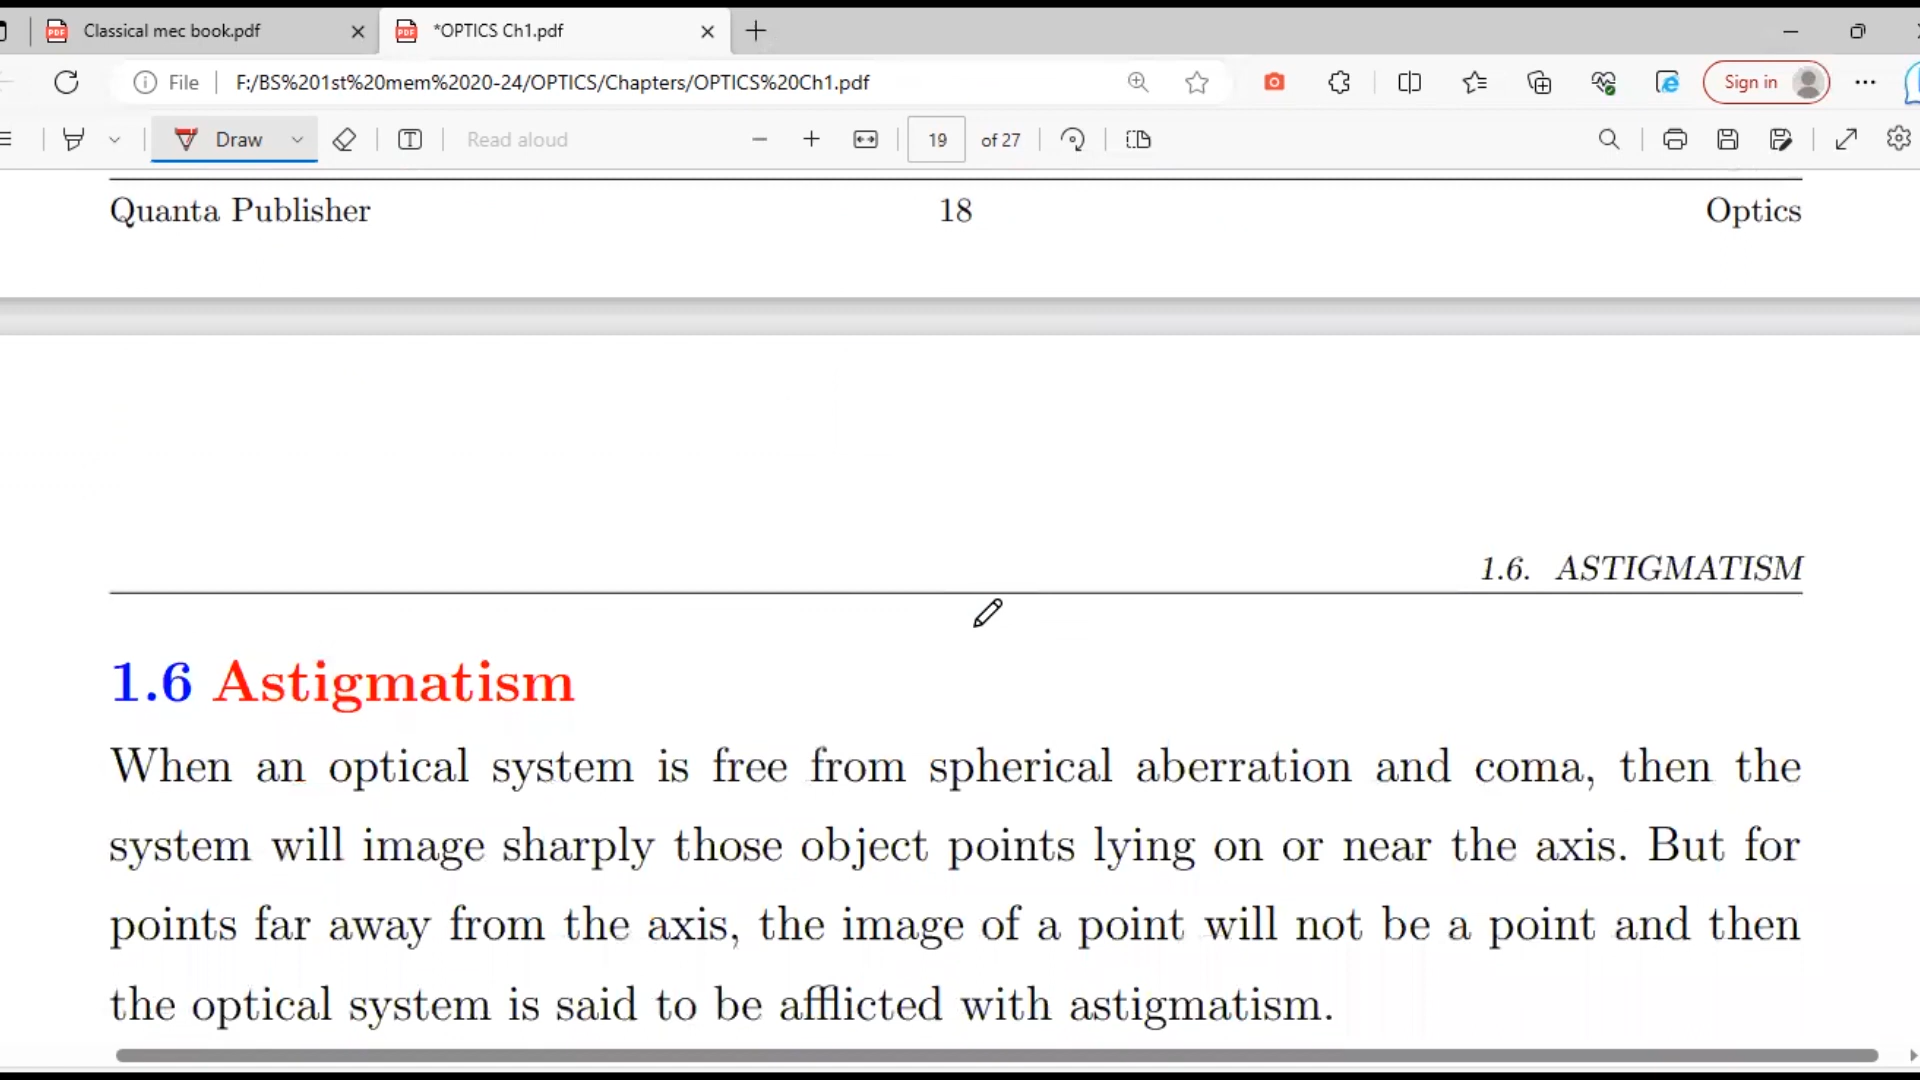 Classical mec book.pdf
*OPTICS Ch1.pdf
File
F:/BS%201st%20mem%2020-24/OPTICS/Chapters/OPTICS%20Ch1.pdf
Sign in
Draw
Read aloud
19 of 27
Quanta Publisher 18 Optics
1.6. ASTIGMATISM
1.6 Astigmatism
When an optical system is free from spherical aberration and coma, then the
system will image sharply those object points lying on or near the axis. But for
points far away from the axis, the image of a point will not be a point and then
the optical system is said to be afflicted with astigmatism.